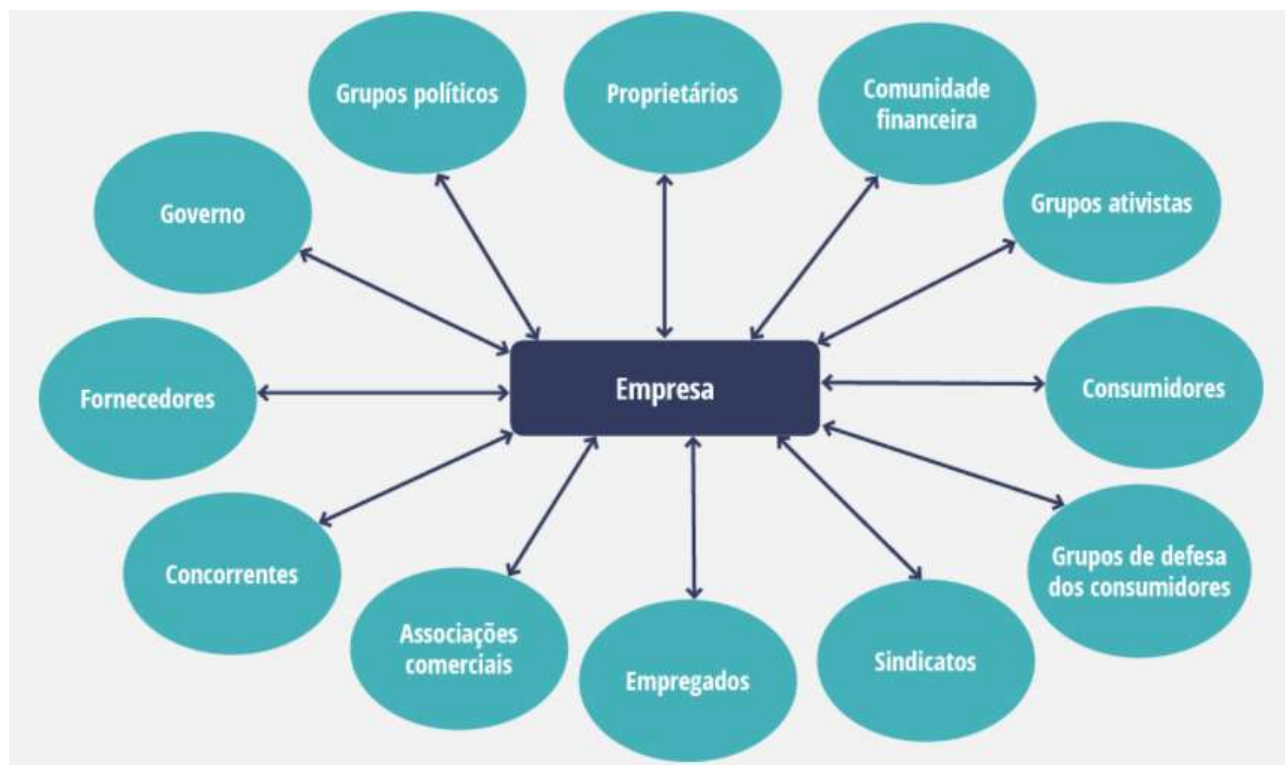 Grupos políticos
Proprietários
Comunidade
financeira
Grupos ativistas
Governo
Empresa
Consumidores
Fornecedores
Grupos de defesa
dos consumidores
Concorrentes
Associações
comerciais
Empregados
Sindicatos